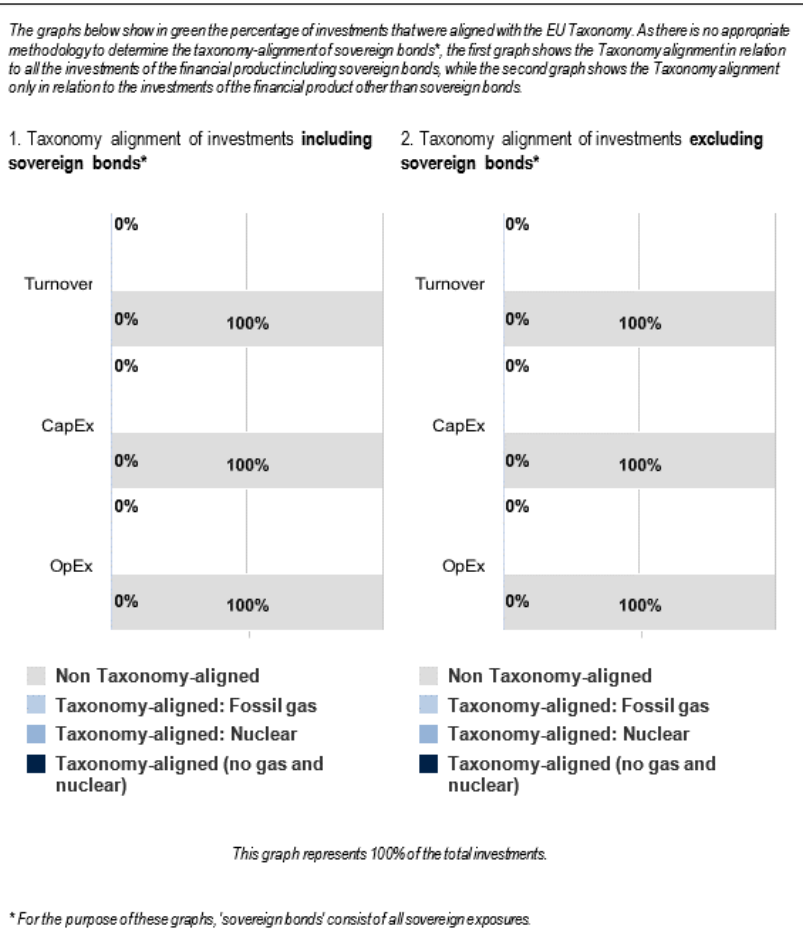 The graphs below show in green the percentage of investments that were aligned with the EU Taxonomy. As there is no appropriate
methodology to determine the taxonomy-alignment of sovereign bonds*, the first graph shows the Taxonomy alignment in relation
to all the investments of the financial product including sovereign bonds, while the second graph shows the Taxonomy alignment
only in relation to the investments of the financial product other than sovereign bonds.
1. Taxonomy alignment of investments including
sovereign bonds*
0%
Turnover
0% 100%
0%
CapEx
0% 100%
0%
OpEx
0% 100%
Non Taxonomy-aligned
Taxonomy-aligned: Fossil gas
Taxonomy-aligned: Nuclear
Taxonomy-aligned (no gas and
nuclear)
2. Taxonomy alignment of investments excluding
sovereign bonds*
0%
Turnover
0% 100%
0%
CapEx
0% 100%
0%
OpEx
0% 100%
Non Taxonomy-aligned
Taxonomy-aligned: Fossil gas
Taxonomy-aligned: Nuclear
Taxonomy-aligned (no gas and
nuclear)
This graph represents 100% of the total investments.
* For the purpose of these graphs, 'sovereign bonds' consist of all sovereign exposures.